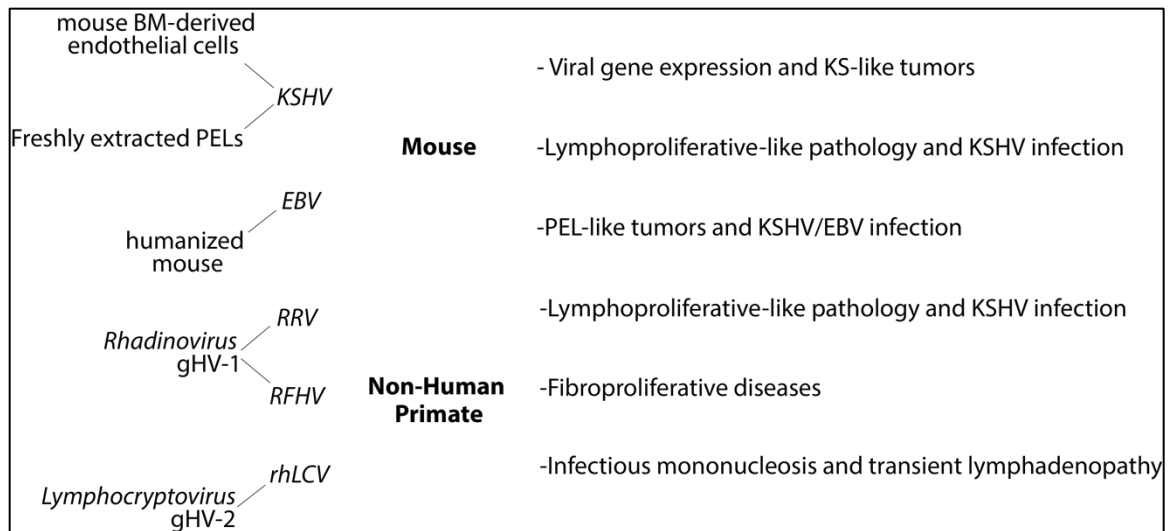 mouse BM-derived
endothelial cells
KSHV
Freshly extracted PELs
EBV
humanized
mouse
Rhadinovirus
gHV-1
RRV
RFHV
rhLCV
Lymphocryptovirus
gHV-2
Mouse
Non-Human
Primate
- Viral gene expression and KS-like tumors
-Lymphoproliferative-like pathology and KSHV infection
-PEL-like tumors and KSHV/EBV infection
-Lymphoproliferative-like pathology and KSHV infection
-Fibroproliferative diseases
-Infectious mononucleosis and transient lymphadenopathy